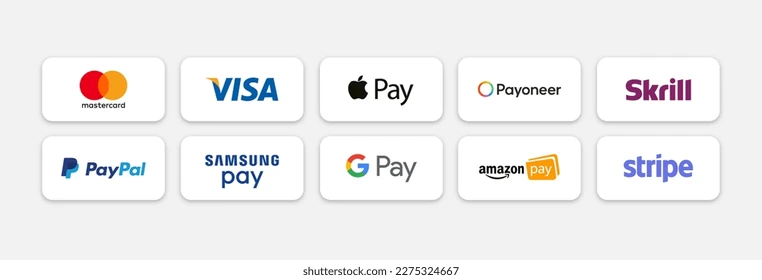 mastercard
VISA
Pay
Payoneer
Skrill
PayPal
SAMSUNG
pay
G Pay
amazon pay
stripe
shutterstock.com · 2275324667